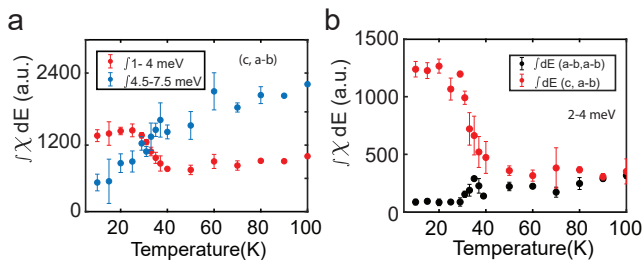 a
∫1- 4 meV
∫4.5-7.5 meV
(c, a-b)
∫χ dE (a.u.)
2400
1200
0
20 40 60 80 100
Temperature(K)
b
∫dE (a-b,a-b)
∫dE (c, a-b)
2-4 meV
∫χ dE (a.u.)
1500
1000
500
0
0 20 40 60 80 100
Temperature(K)